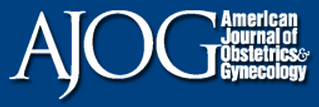 AJOG
American
Journal of
Obstetrics&
Gynecology